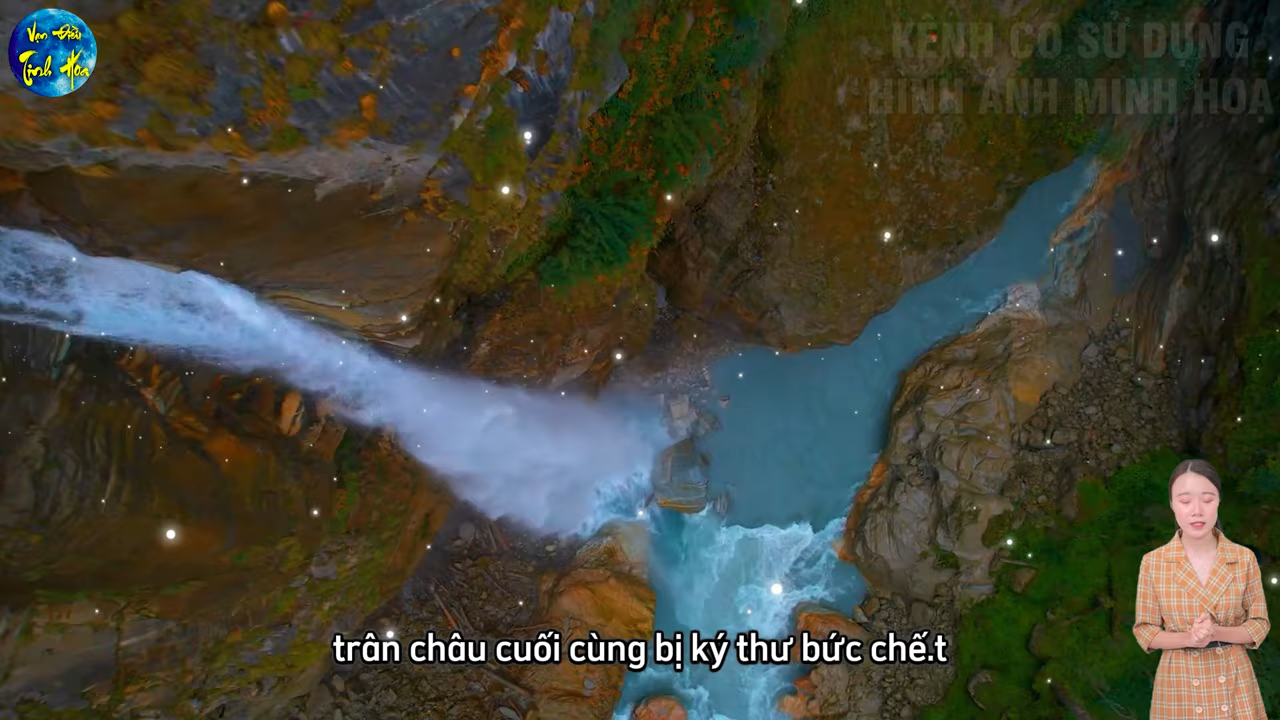 Vạn Điều
Tinh Hoa
KÊNH CÓ SỬ DỤNG
HÌNH ẢNH MINH HOẠ
trân châu cuối cùng bị ký thư bức chế.t